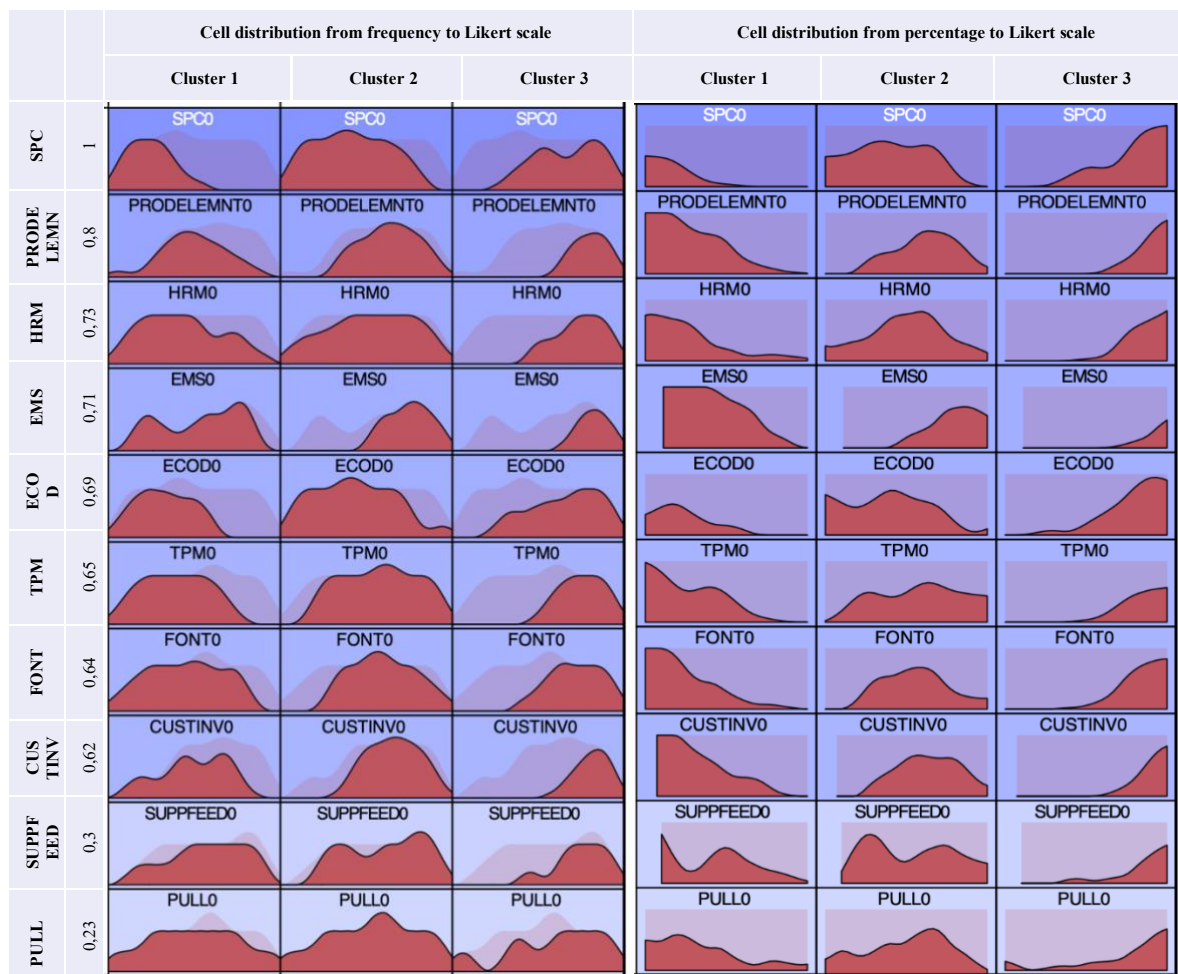 Cell distribution from frequency to Likert scale
Cell distribution from percentage to Likert scale
Cluster 1
Cluster 2
Cluster 3
Cluster 1
Cluster 2
Cluster 3
SPC
1
SPC0
SPC0
SPC0
SPC0
SPC0
SPC0
PRODE
LEMN
0,8
PRODELEMNT0
PRODELEMNT0
PRODELEMNT0
PRODELEMNT0
PRODELEMNT0
PRODELEMNT0
HRM
0,73
HRM0
HRM0
HRM0
HRM0
HRM0
HRM0
EMS
0,71
EMS0
EMS0
EMS0
EMS0
EMS0
EMS0
ECO
D
0,69
ECOD0
ECOD0
ECOD0
ECOD0
ECOD0
ECOD0
TPM
0,65
TPM0
TPM0
TPM0
TPM0
TPM0
TPM0
FONT
0,64
FONT0
FONT0
FONT0
FONT0
FONT0
FONT0
CUS
TINV
0,62
CUSTINV0
CUSTINV0
CUSTINV0
CUSTINV0
CUSTINV0
CUSTINV0
SUPPF
EED
0,3
SUPPFEED0
SUPPFEED0
SUPPFEED0
SUPPFEED0
SUPPFEED0
SUPPFEED0
PULL
0,23
PULL0
PULL0
PULL0
PULL0
PULL0
PULL0